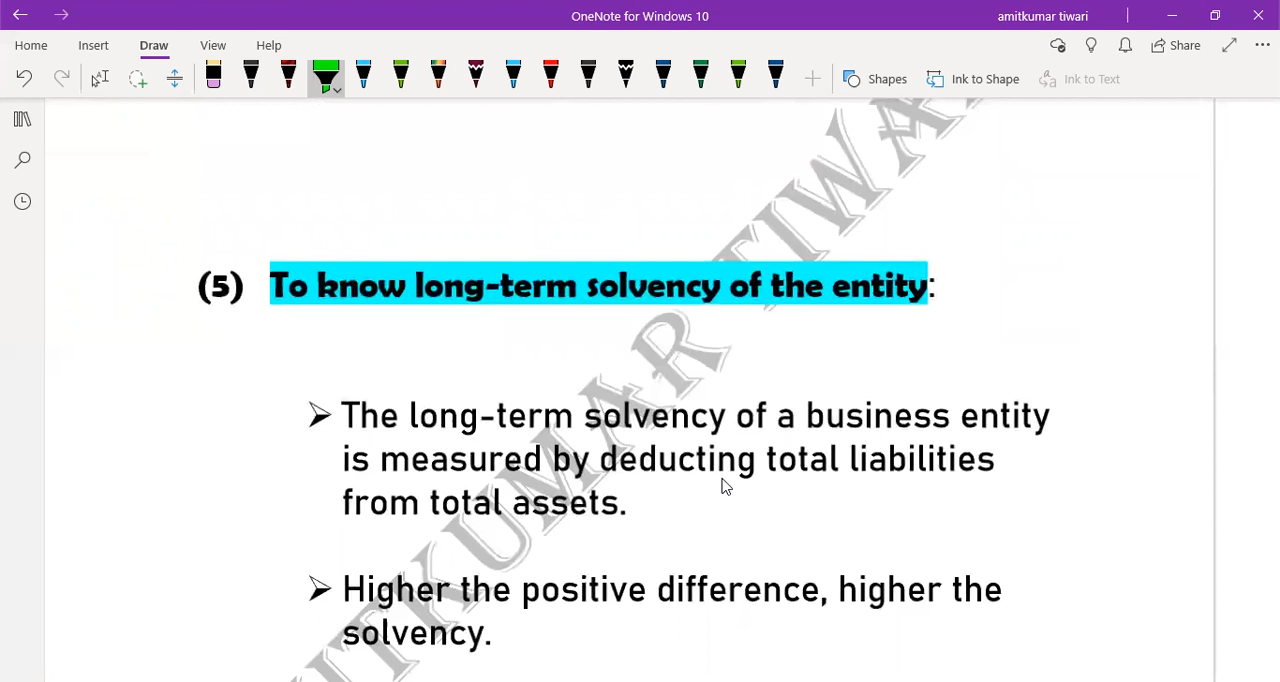 OneNote for Windows 10
amitkumar tiwari
Home Insert Draw View Help
Share
Shapes
Ink to Shape
Ink to Text
(5) To know long-term solvency of the entity:
➢ The long-term solvency of a business entity
is measured by deducting total liabilities
from total assets.
➢ Higher the positive difference, higher the
solvency.
ITKUMAR TIWA